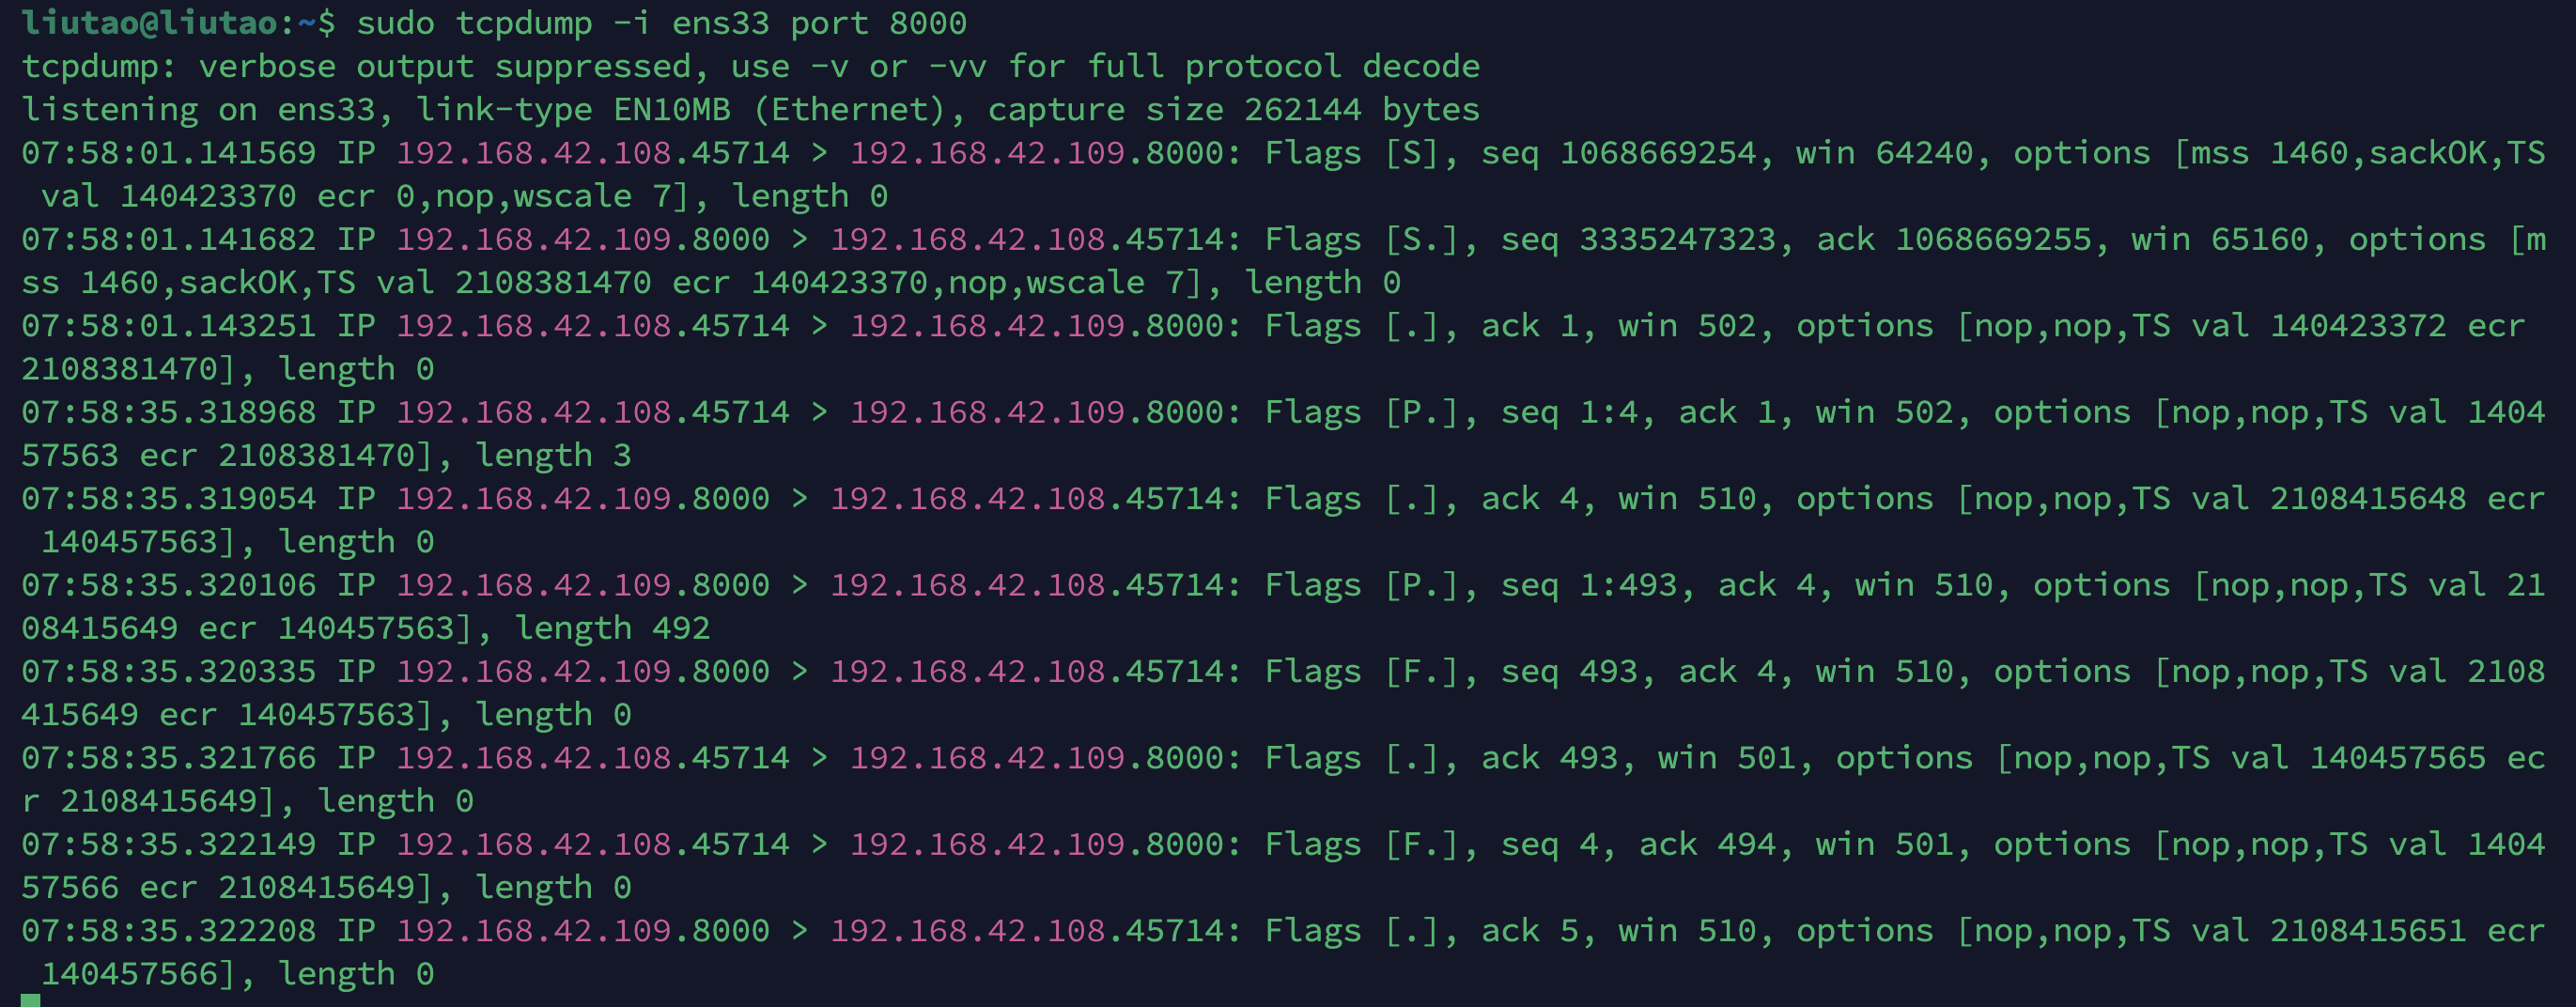 liutao@liutao:~$ sudo tcpdump -i ens33 port 8000
tcpdump: verbose output suppressed, use -v or -vv for full protocol decode
listening on ens33, link-type EN10MB (Ethernet), capture size 262144 bytes
07:58:01.141569 IP 192.168.42.108.45714 > 192.168.42.109.8000: Flags [S], seq 1068669254, win 64240, options [mss 1460,sackOK,TS
 val 140423370 ecr 0,nop,wscale 7], length 0
07:58:01.141682 IP 192.168.42.109.8000 > 192.168.42.108.45714: Flags [S.], seq 3335247323, ack 1068669255, win 65160, options [m
ss 1460,sackOK,TS val 2108381470 ecr 140423370,nop,wscale 7], length 0
07:58:01.143251 IP 192.168.42.108.45714 > 192.168.42.109.8000: Flags [.], ack 1, win 502, options [nop,nop,TS val 140423372 ecr
2108381470], length 0
07:58:35.318968 IP 192.168.42.108.45714 > 192.168.42.109.8000: Flags [P.], seq 1:4, ack 1, win 502, options [nop,nop,TS val 1404
57563 ecr 2108381470], length 3
07:58:35.319054 IP 192.168.42.109.8000 > 192.168.42.108.45714: Flags [.], ack 4, win 510, options [nop,nop,TS val 2108415648 ecr
 140457563], length 0
07:58:35.320106 IP 192.168.42.109.8000 > 192.168.42.108.45714: Flags [P.], seq 1:493, ack 4, win 510, options [nop,nop,TS val 21
08415649 ecr 140457563], length 492
07:58:35.320335 IP 192.168.42.109.8000 > 192.168.42.108.45714: Flags [F.], seq 493, ack 4, win 510, options [nop,nop,TS val 2108
415649 ecr 140457563], length 0
07:58:35.321766 IP 192.168.42.108.45714 > 192.168.42.109.8000: Flags [.], ack 493, win 501, options [nop,nop,TS val 140457565 ec
r 2108415649], length 0
07:58:35.322149 IP 192.168.42.108.45714 > 192.168.42.109.8000: Flags [F.], seq 4, ack 494, win 501, options [nop,nop,TS val 1404
57566 ecr 2108415649], length 0
07:58:35.322208 IP 192.168.42.109.8000 > 192.168.42.108.45714: Flags [.], ack 5, win 510, options [nop,nop,TS val 2108415651 ecr
 140457566], length 0